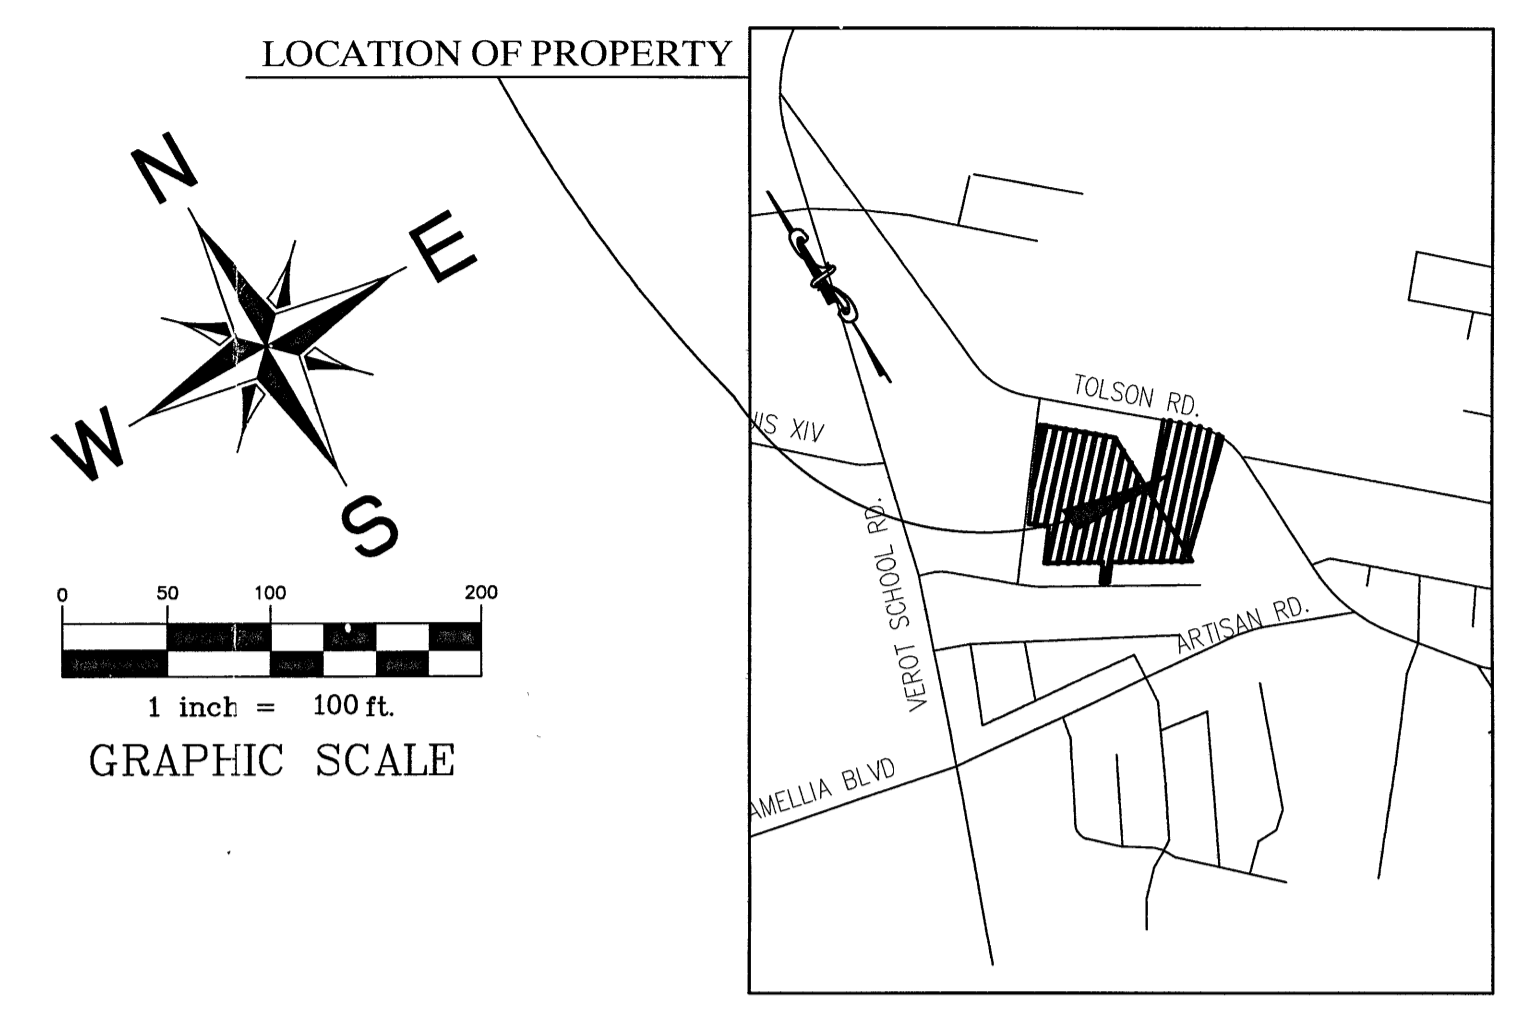 LOCATION OF PROPERTY
N
E
W
S
0 50 100 200
1 inch = 100 ft.
GRAPHIC SCALE
TOLSON RD.
UIS XIV
VEROT SCHOOL RD.
ARTISAN RD.
AMELLIA BLVD